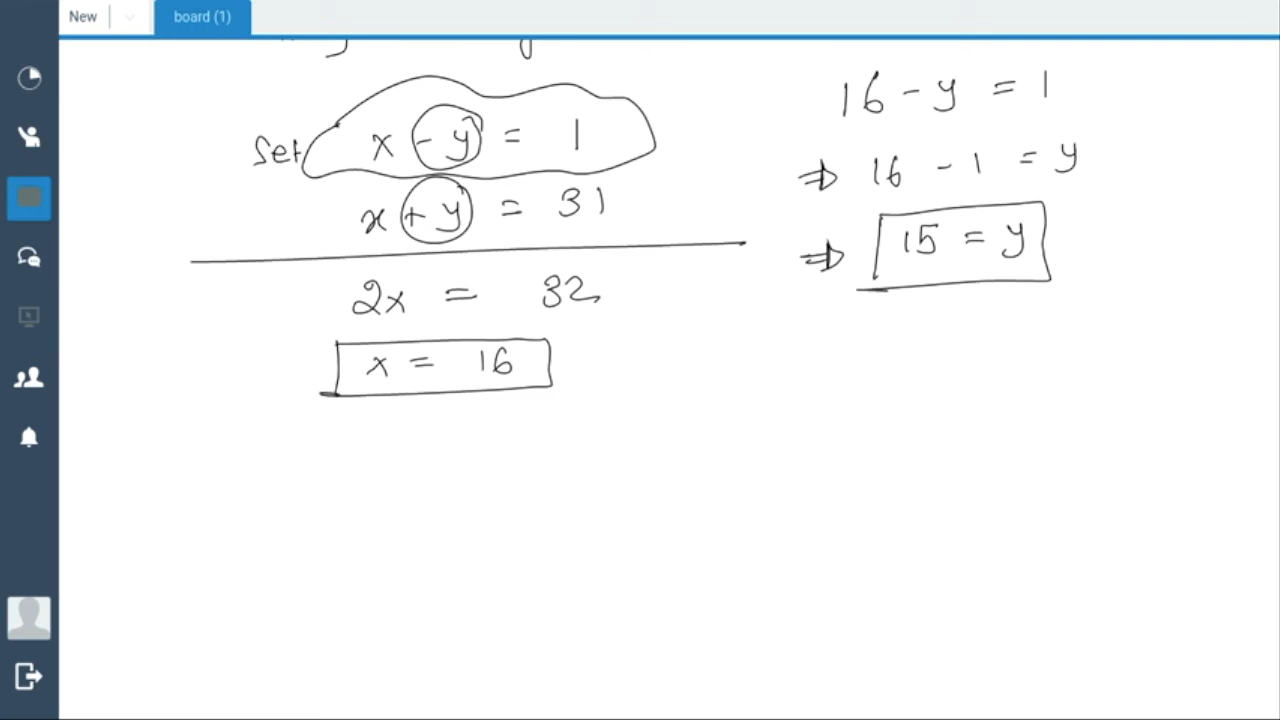 New
board (1)
Set x - y = 1
x + y = 31
2x = 32
x = 16
16 - y = 1
⇒ 16 - 1 = y
⇒ 15 = y